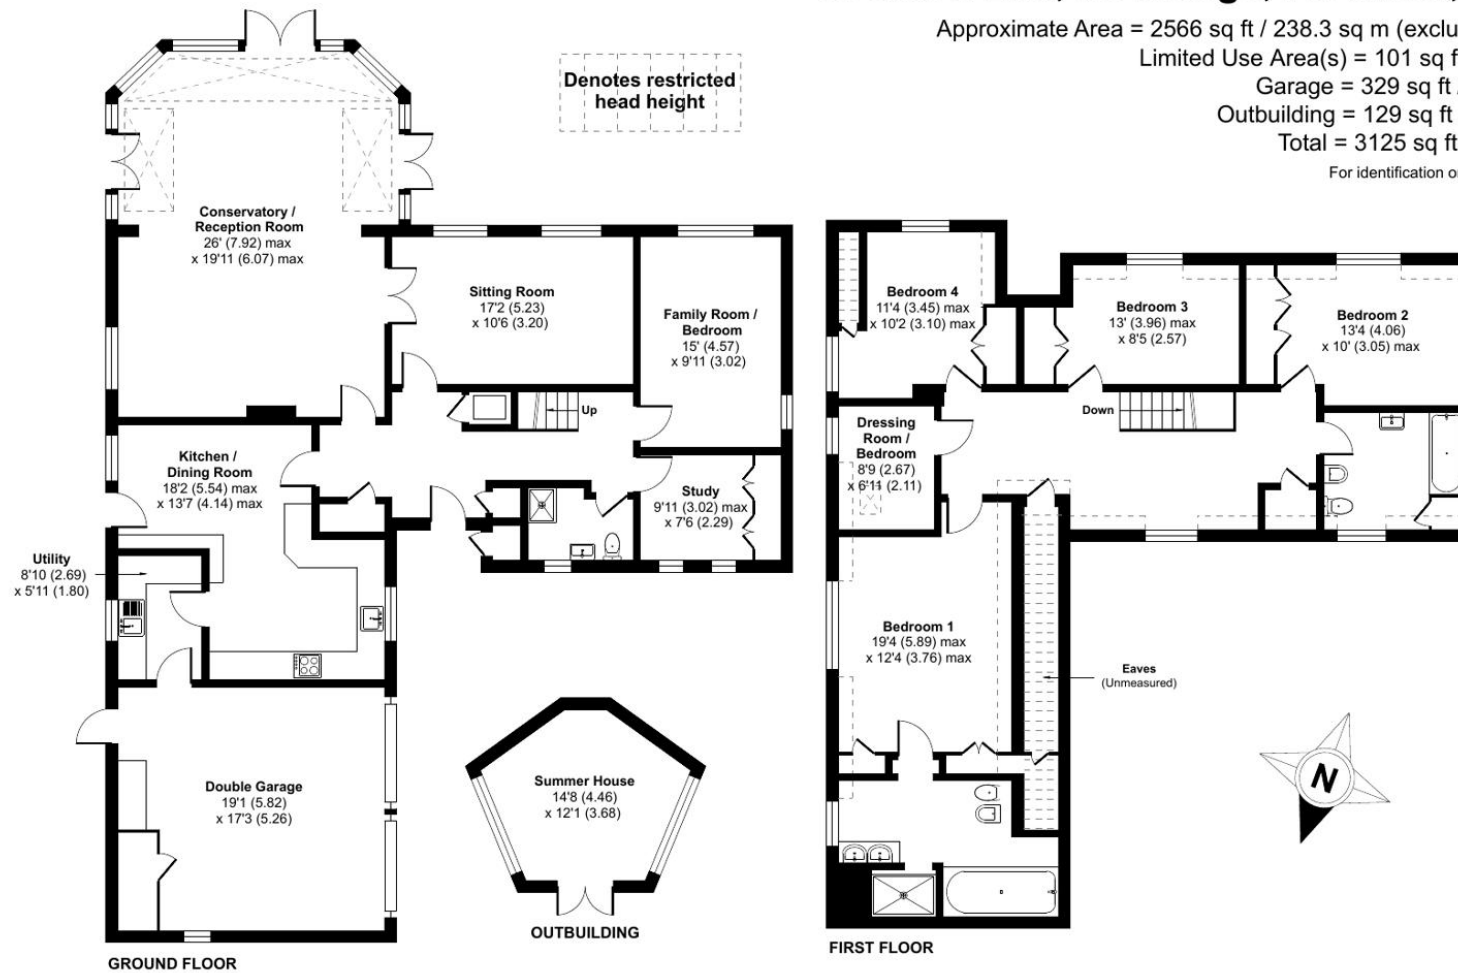 Approximate Area = 2566 sq ft / 238.3 sq m (exclu
Limited Use Area(s) = 101 sq f
Garage = 329 sq ft
Outbuilding = 129 sq ft
Total = 3125 sq ft
For identification o
Denotes restricted
head height
Conservatory /
Reception Room
26' (7.92) max
x 19'11 (6.07) max
Sitting Room
17'2 (5.23)
x 10'6 (3.20)
Family Room /
Bedroom
15' (4.57)
x 9'11 (3.02)
Up
Kitchen /
Dining Room
18'2 (5.54) max
x 13'7 (4.14) max
Study
9'11 (3.02) max
x 7'6 (2.29)
Utility
8'10 (2.69)
x 5'11 (1.80)
Double Garage
19'1 (5.82)
x 17'3 (5.26)
GROUND FLOOR
Summer House
14'8 (4.46)
x 12'1 (3.68)
OUTBUILDING
Bedroom 4
11'4 (3.45) max
x 10'2 (3.10) max
Bedroom 3
13' (3.96) max
x 8'5 (2.57)
Bedroom 2
13'4 (4.06)
x 10' (3.05) max
Down
Dressing
Room /
Bedroom
8'9 (2.67)
x 6'11 (2.11)
Bedroom 1
19'4 (5.89) max
x 12'4 (3.76) max
Eaves
(Unmeasured)
N
FIRST FLOOR